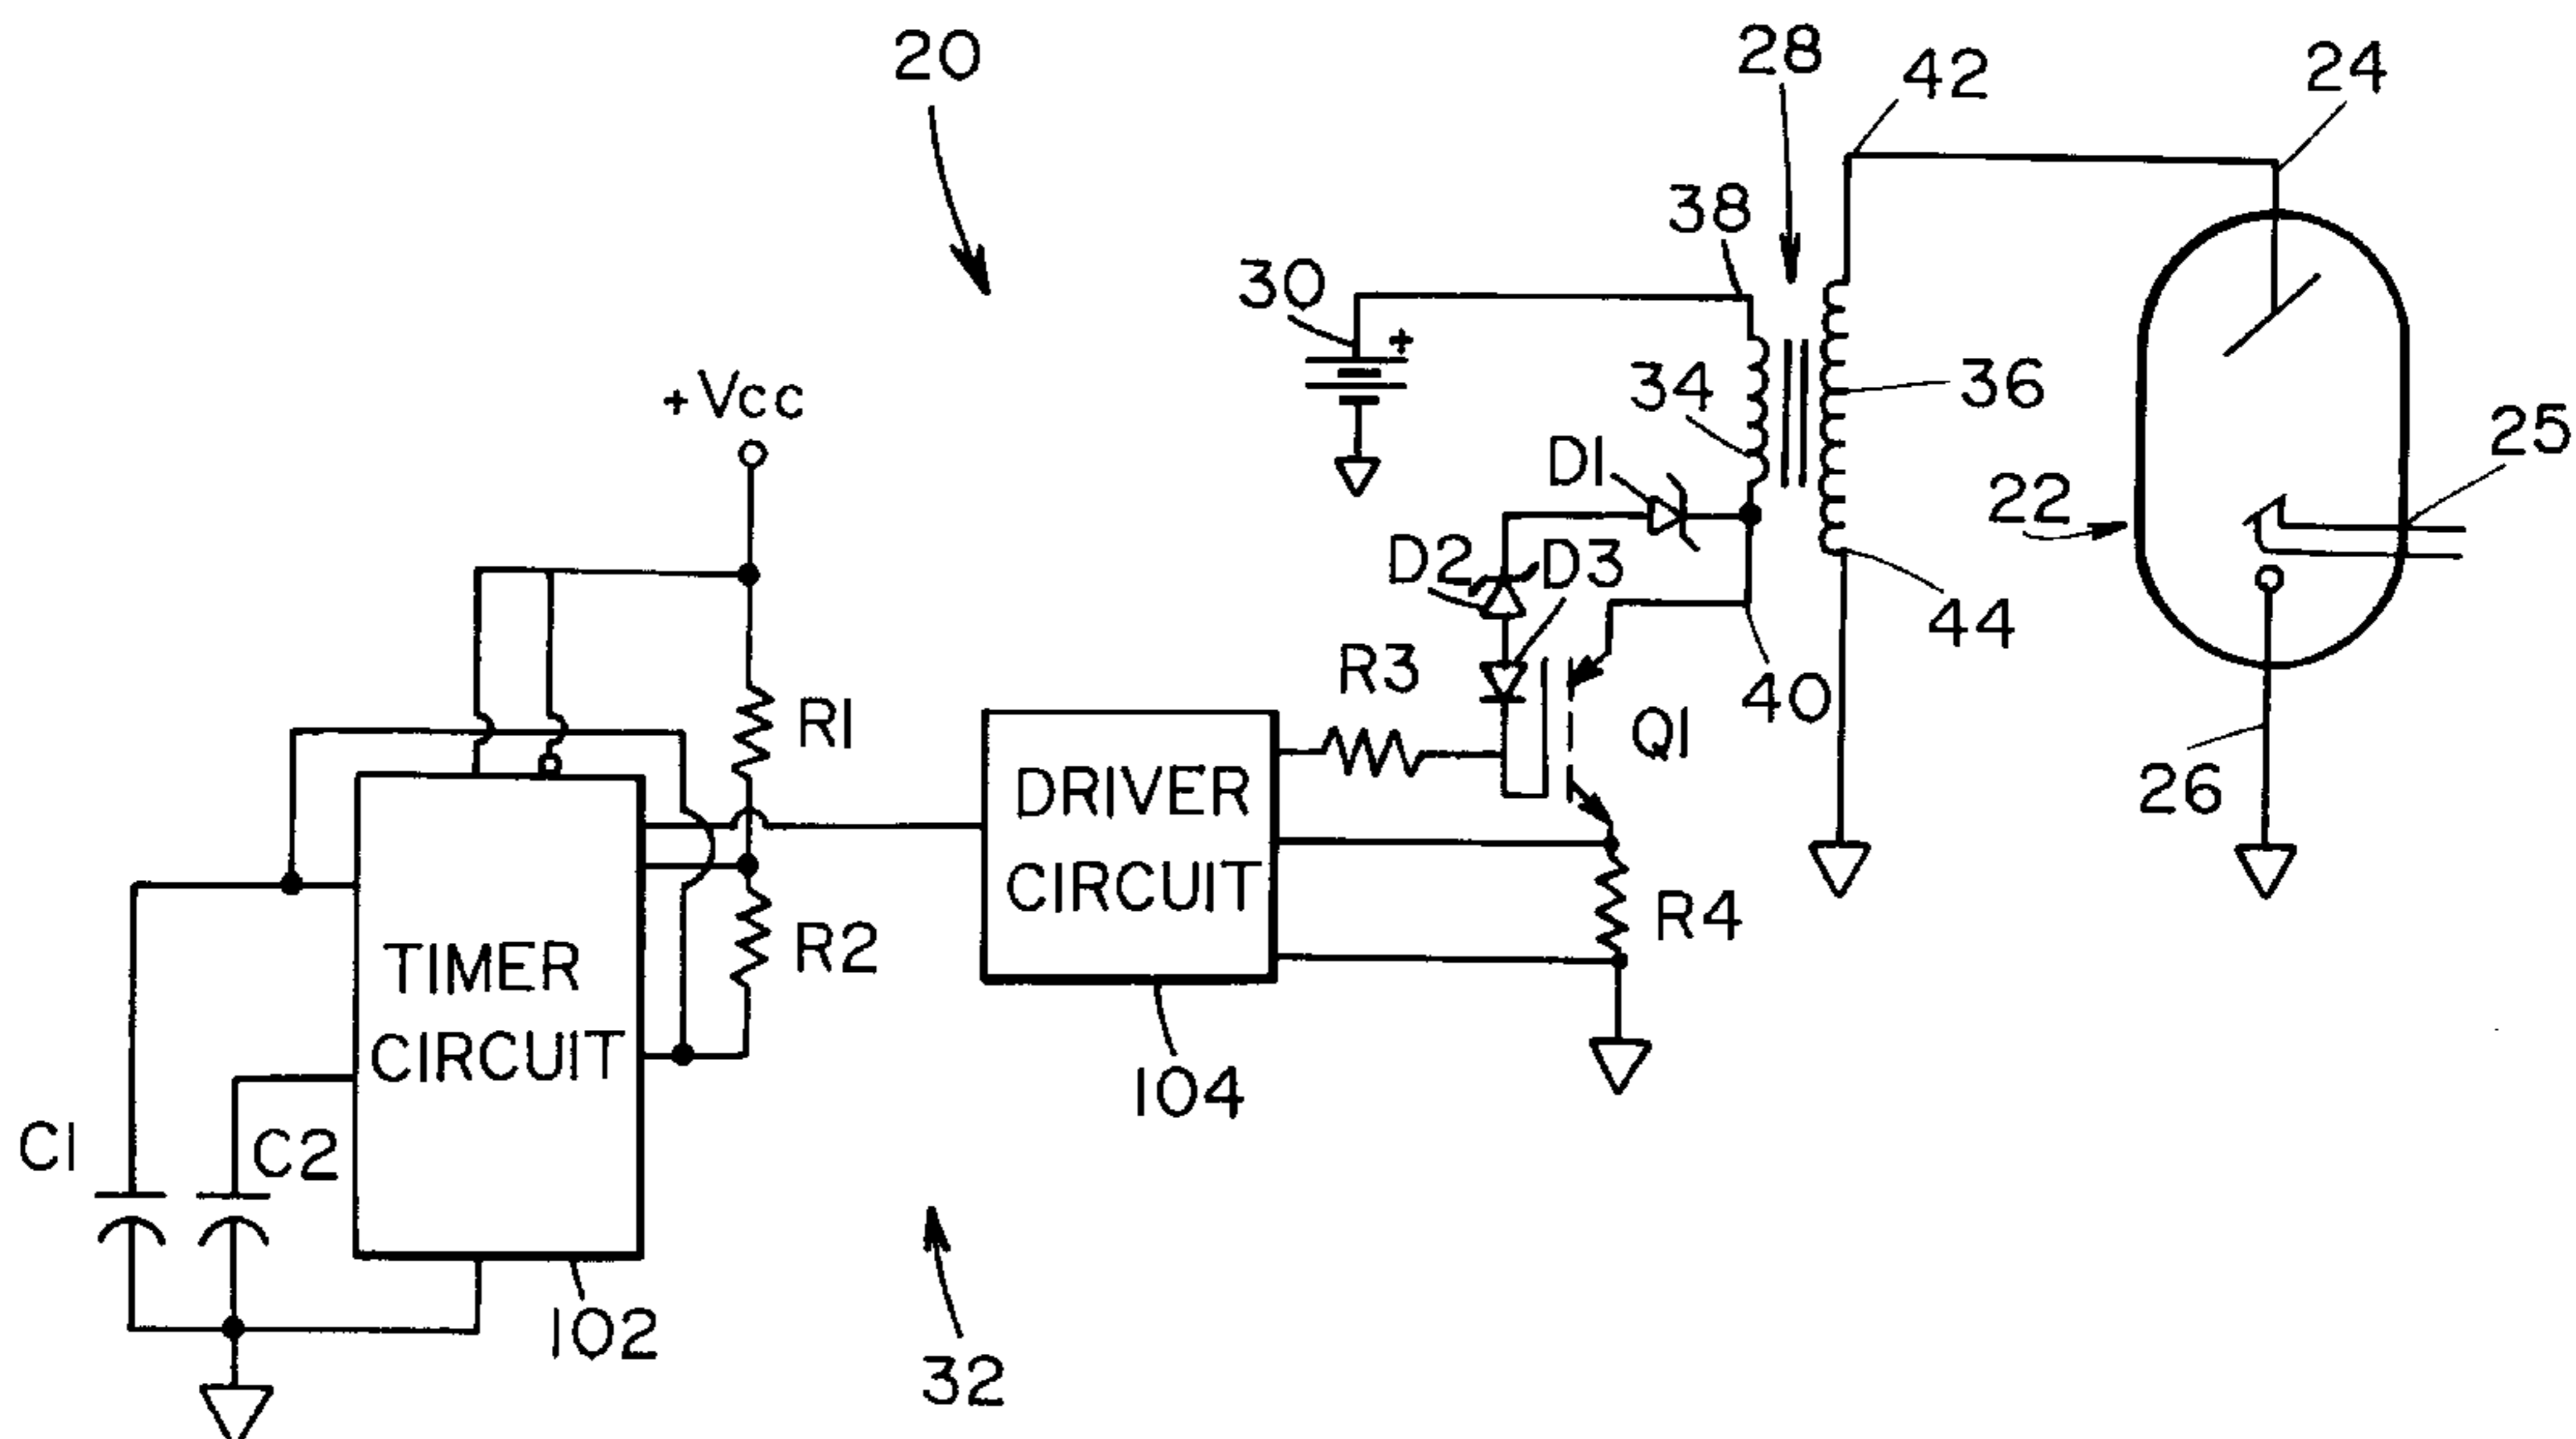 20
28
42
24
38
30
+
34
36
+Vcc
D1
25
22
D2
D3
44
R3
40
R1
Q1
26
DRIVER
CIRCUIT
R4
R2
TIMER
CIRCUIT
104
C1
C2
102
32